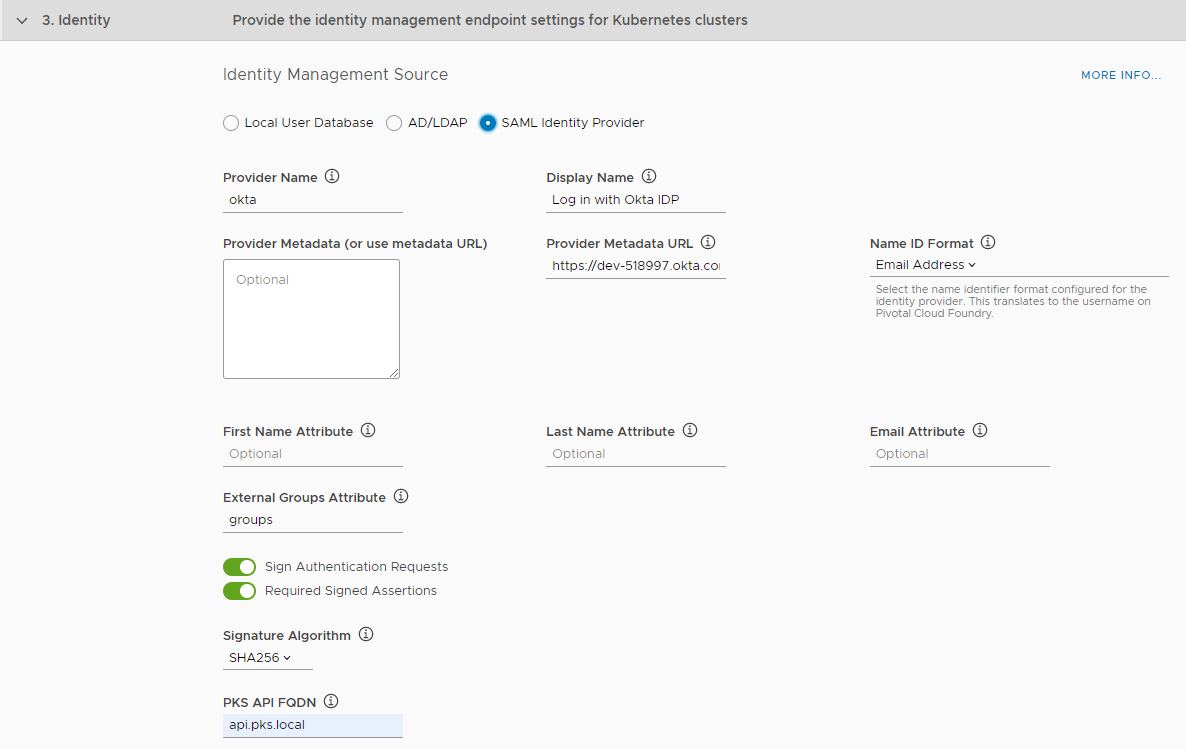 3. Identity Provide the identity management endpoint settings for Kubernetes clusters
Identity Management Source MORE INFO...
Local User Database AD/LDAP SAML Identity Provider
Provider Name Display Name
okta Log in with Okta IDP
Provider Metadata (or use metadata URL) Provider Metadata URL Name ID Format
Optional https://dev-518997.okta.co Email Address
Select the name identifier format configured for the
identity provider. This translates to the username on
Pivotal Cloud Foundry.
First Name Attribute Last Name Attribute Email Attribute
Optional Optional Optional
External Groups Attribute
groups
Sign Authentication Requests
Required Signed Assertions
Signature Algorithm
SHA256
PKS API FQDN
api.pks.local